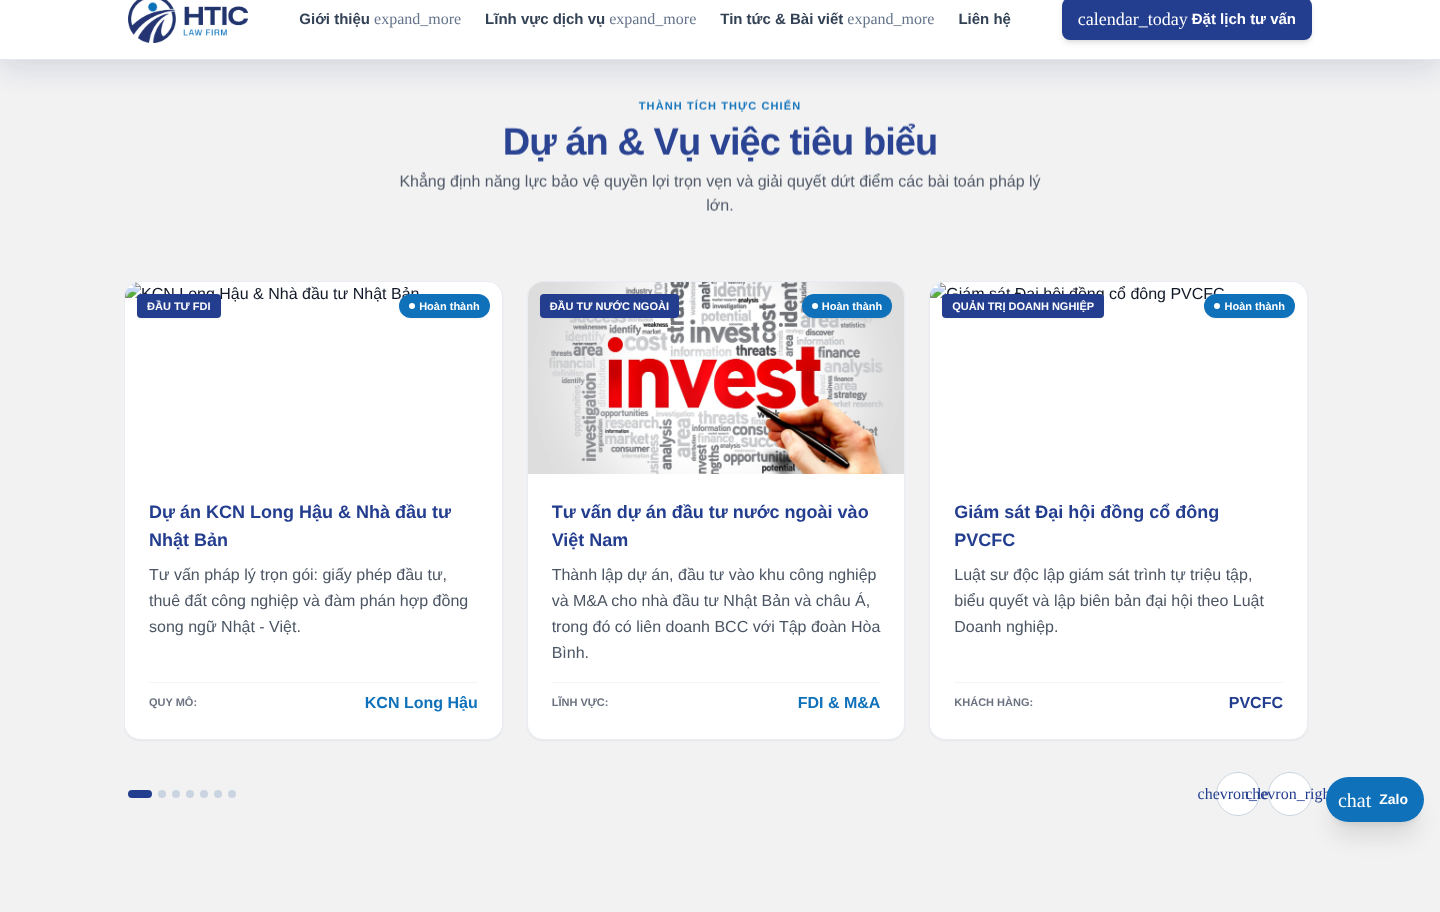 HTIC
LAW FIRM
Giới thiệu expand_more
Lĩnh vực dịch vụ expand_more
Tin tức & Bài viết expand_more
Liên hệ
calendar_today Đặt lịch tư vấn
THÀNH TÍCH THỰC CHIẾN
Dự án & Vụ việc tiêu biểu
Khẳng định năng lực bảo vệ quyền lợi trọn vẹn và giải quyết dứt điểm các bài toán pháp lý
lớn.
KCN Long Hậu & Nhà đầu tư Nhật Bản
ĐẦU TƯ FDI
Hoàn thành
Dự án KCN Long Hậu & Nhà đầu tư
Nhật Bản
Tư vấn pháp lý trọn gói: giấy phép đầu tư,
thuê đất công nghiệp và đàm phán hợp đồng
song ngữ Nhật - Việt.
QUY MÔ:
KCN Long Hậu
ĐẦU TƯ NƯỚC NGOÀI
Hoàn thành
invest
Tư vấn dự án đầu tư nước ngoài vào
Việt Nam
Thành lập dự án, đầu tư vào khu công nghiệp
và M&A cho nhà đầu tư Nhật Bản và châu Á,
trong đó có liên doanh BCC với Tập đoàn Hòa
Bình.
LĨNH VỰC:
FDI & M&A
Giám sát Đại hội đồng cổ đông PVCFC
QUẢN TRỊ DOANH NGHIỆP
Hoàn thành
Giám sát Đại hội đồng cổ đông
PVCFC
Luật sư độc lập giám sát trình tự triệu tập,
biểu quyết và lập biên bản đại hội theo Luật
Doanh nghiệp.
KHÁCH HÀNG:
PVCFC
chat Zalo